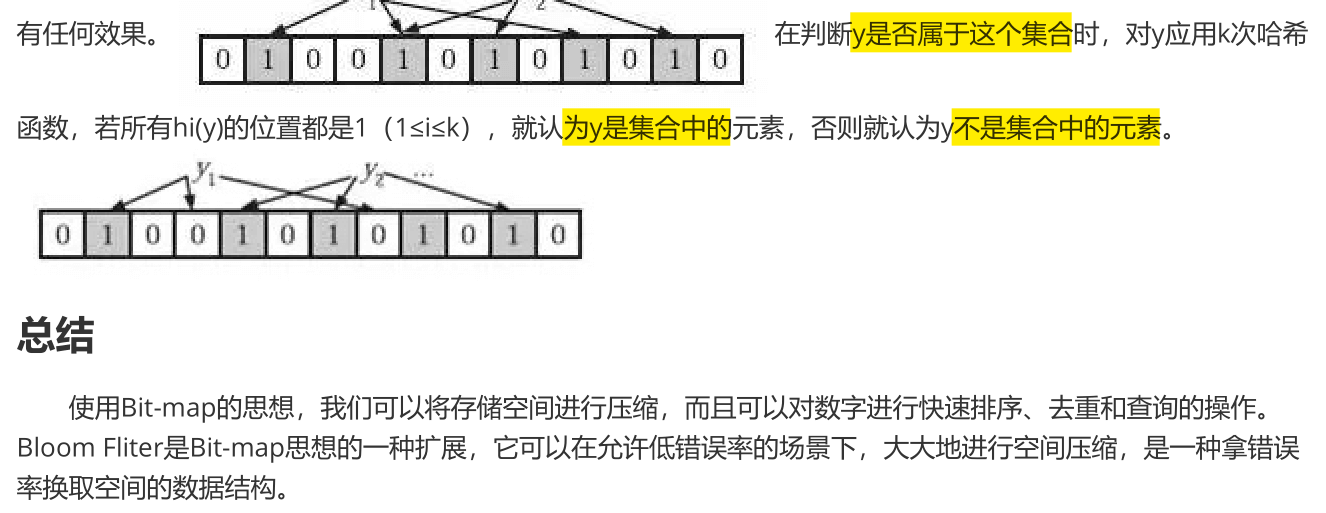 1 2
有任何效果。 0 1 0 0 1 0 1 0 1 0 1 0 在判断y是否属于这个集合时，对y应用k次哈希
函数，若所有hi(y)的位置都是1（1≤i≤k），就认为y是集合中的元素，否则就认为y不是集合中的元素。
y1 y2 ...
0 1 0 0 1 0 1 0 1 0 1 0
总结
使用Bit-map的思想，我们可以将存储空间进行压缩，而且可以对数字进行快速排序、去重和查询的操作。
Bloom Fliter是Bit-map思想的一种扩展，它可以在允许低错误率的场景下，大大地进行空间压缩，是一种拿错误
率换取空间的数据结构。